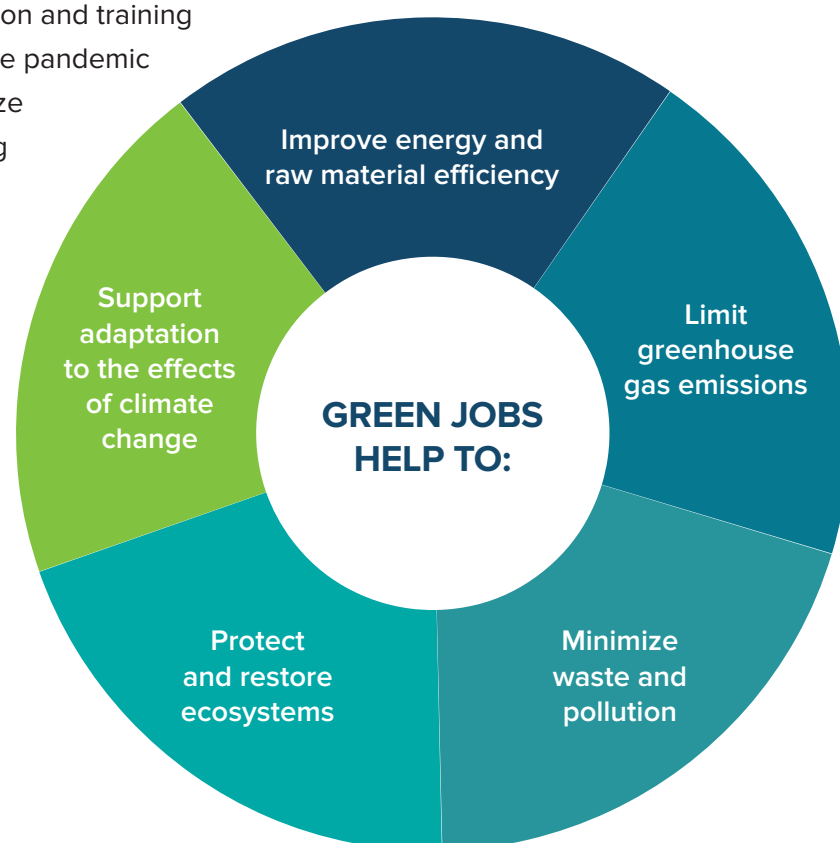 on and training
e pandemic
ze
g
Improve energy and
raw material efficiency
Limit
greenhouse
gas emissions
Minimize
waste and
pollution
Protect
and restore
ecosystems
Support
adaptation
to the effects
of climate
change
GREEN JOBS
HELP TO: